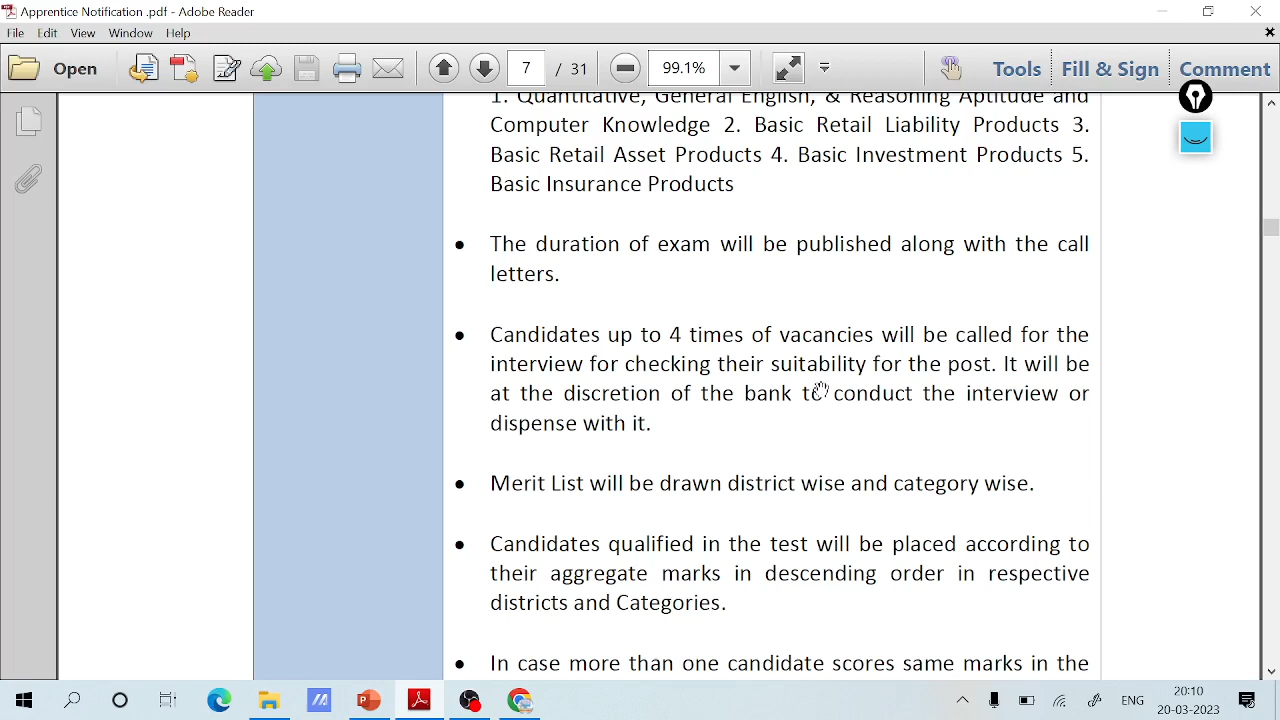 Apprentice Notification .pdf - Adobe Reader
File Edit View Window Help
Open 7 / 31 99.1% Tools Fill & Sign Comment
1. Quantitative, General English, & Reasoning Aptitude and
Computer Knowledge 2. Basic Retail Liability Products 3.
Basic Retail Asset Products 4. Basic Investment Products 5.
Basic Insurance Products
• The duration of exam will be published along with the call
letters.
• Candidates up to 4 times of vacancies will be called for the
interview for checking their suitability for the post. It will be
at the discretion of the bank to conduct the interview or
dispense with it.
• Merit List will be drawn district wise and category wise.
• Candidates qualified in the test will be placed according to
their aggregate marks in descending order in respective
districts and Categories.
• In case more than one candidate scores same marks in the
ENG 20:10
20-03-2023